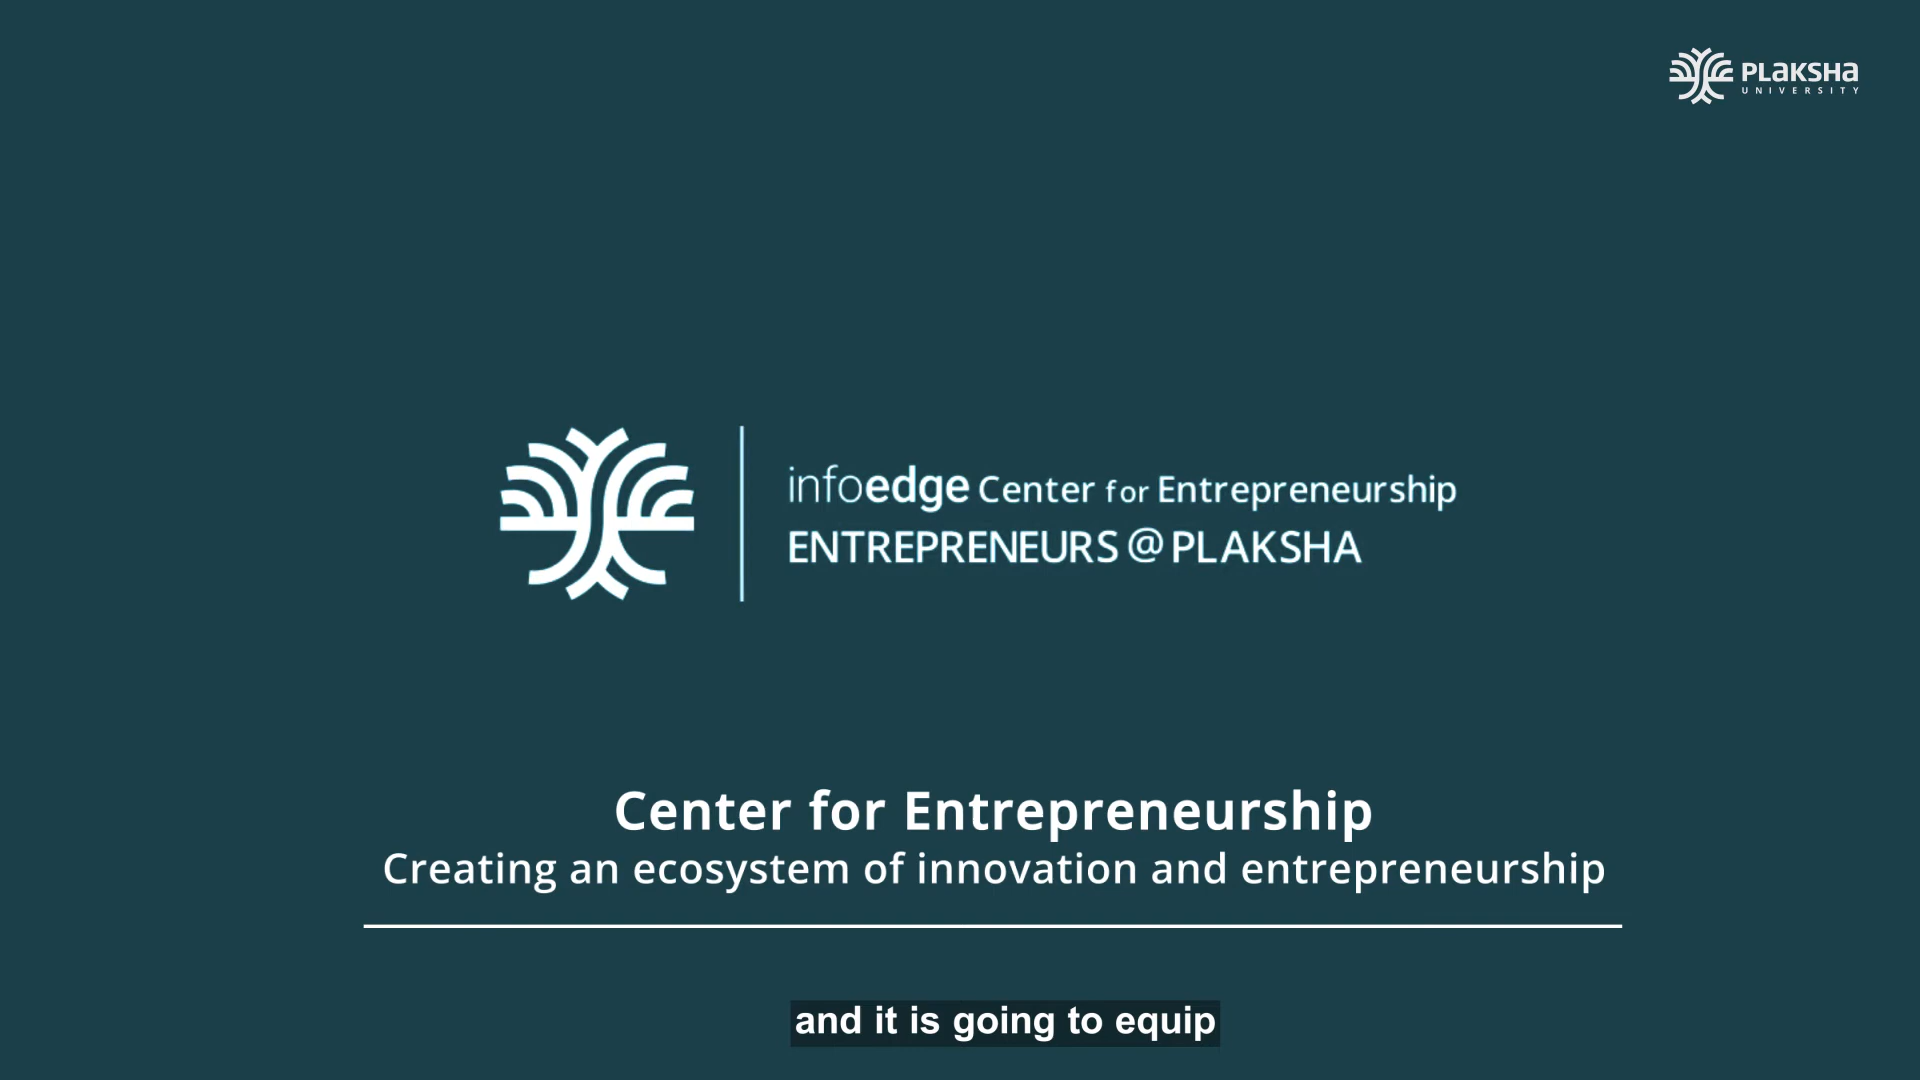 PLAKSHA
UNIVERSITY
infoedge Center for Entrepreneurship
ENTREPRENEURS @ PLAKSHA
Center for Entrepreneurship
Creating an ecosystem of innovation and entrepreneurship
and it is going to equip